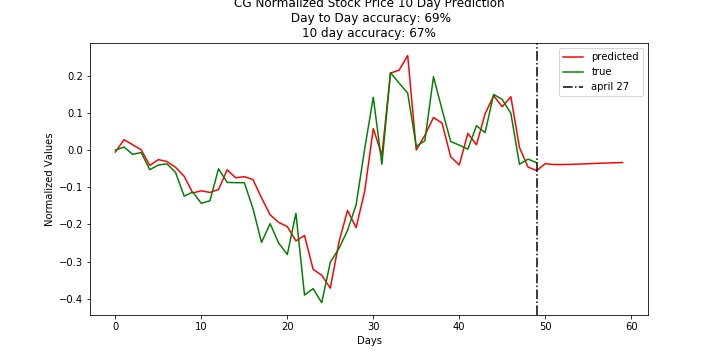 CG Normalized Stock Price 10 Day Prediction
Day to Day accuracy: 69%
10 day accuracy: 67%
predicted
true
april 27
Normalized Values
0.2
0.1
0.0
−0.1
−0.2
−0.3
−0.4
0 10 20 30 40 50 60
Days